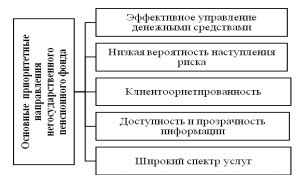 Основные приоритетные
направления
негосударственного
пенсионного фонда
Эффективное управление
денежными средствами
Низкая вероятность наступления
риска
Клиентоорнетированность
Доступность и прозрачность
информации
Широкий спектр услуг